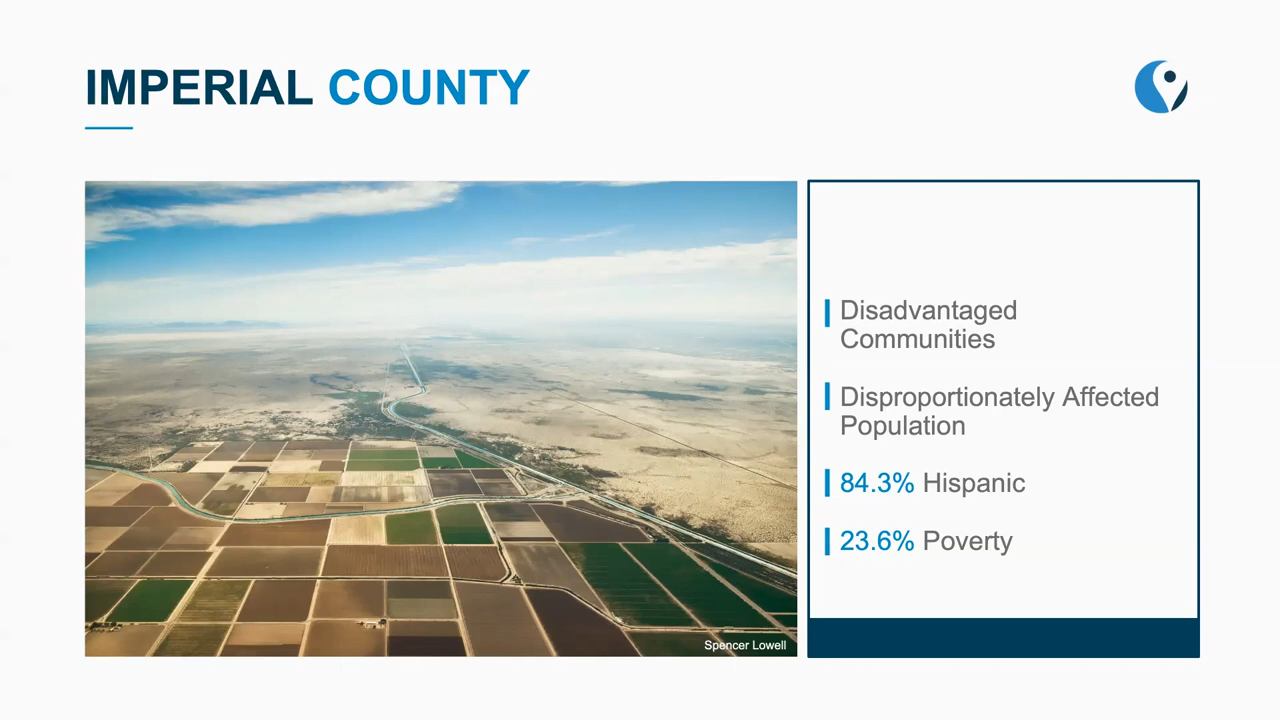 IMPERIAL COUNTY
Disadvantaged
Communities
Disproportionately Affected
Population
84.3% Hispanic
23.6% Poverty
Spencer Lowell